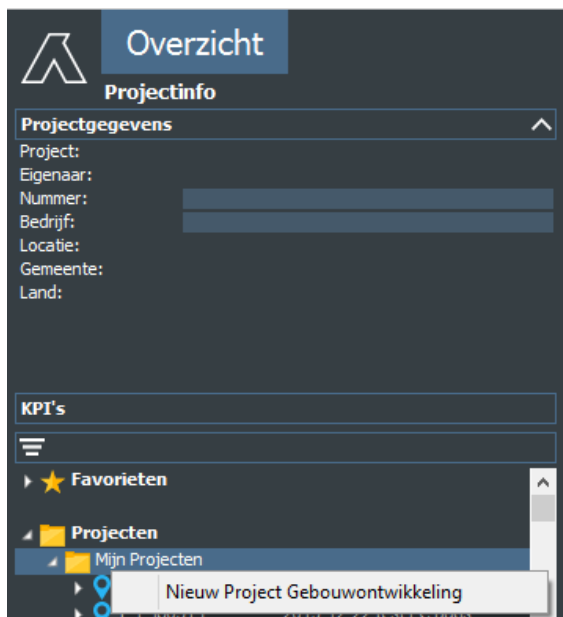 Overzicht
Projectinfo
Projectgegevens
Project:
Eigenaar:
Nummer:
Bedrijf:
Locatie:
Gemeente:
Land:
KPI's
Favorieten
Projecten
Mijn Projecten
Nieuw Project Gebouwontwikkeling